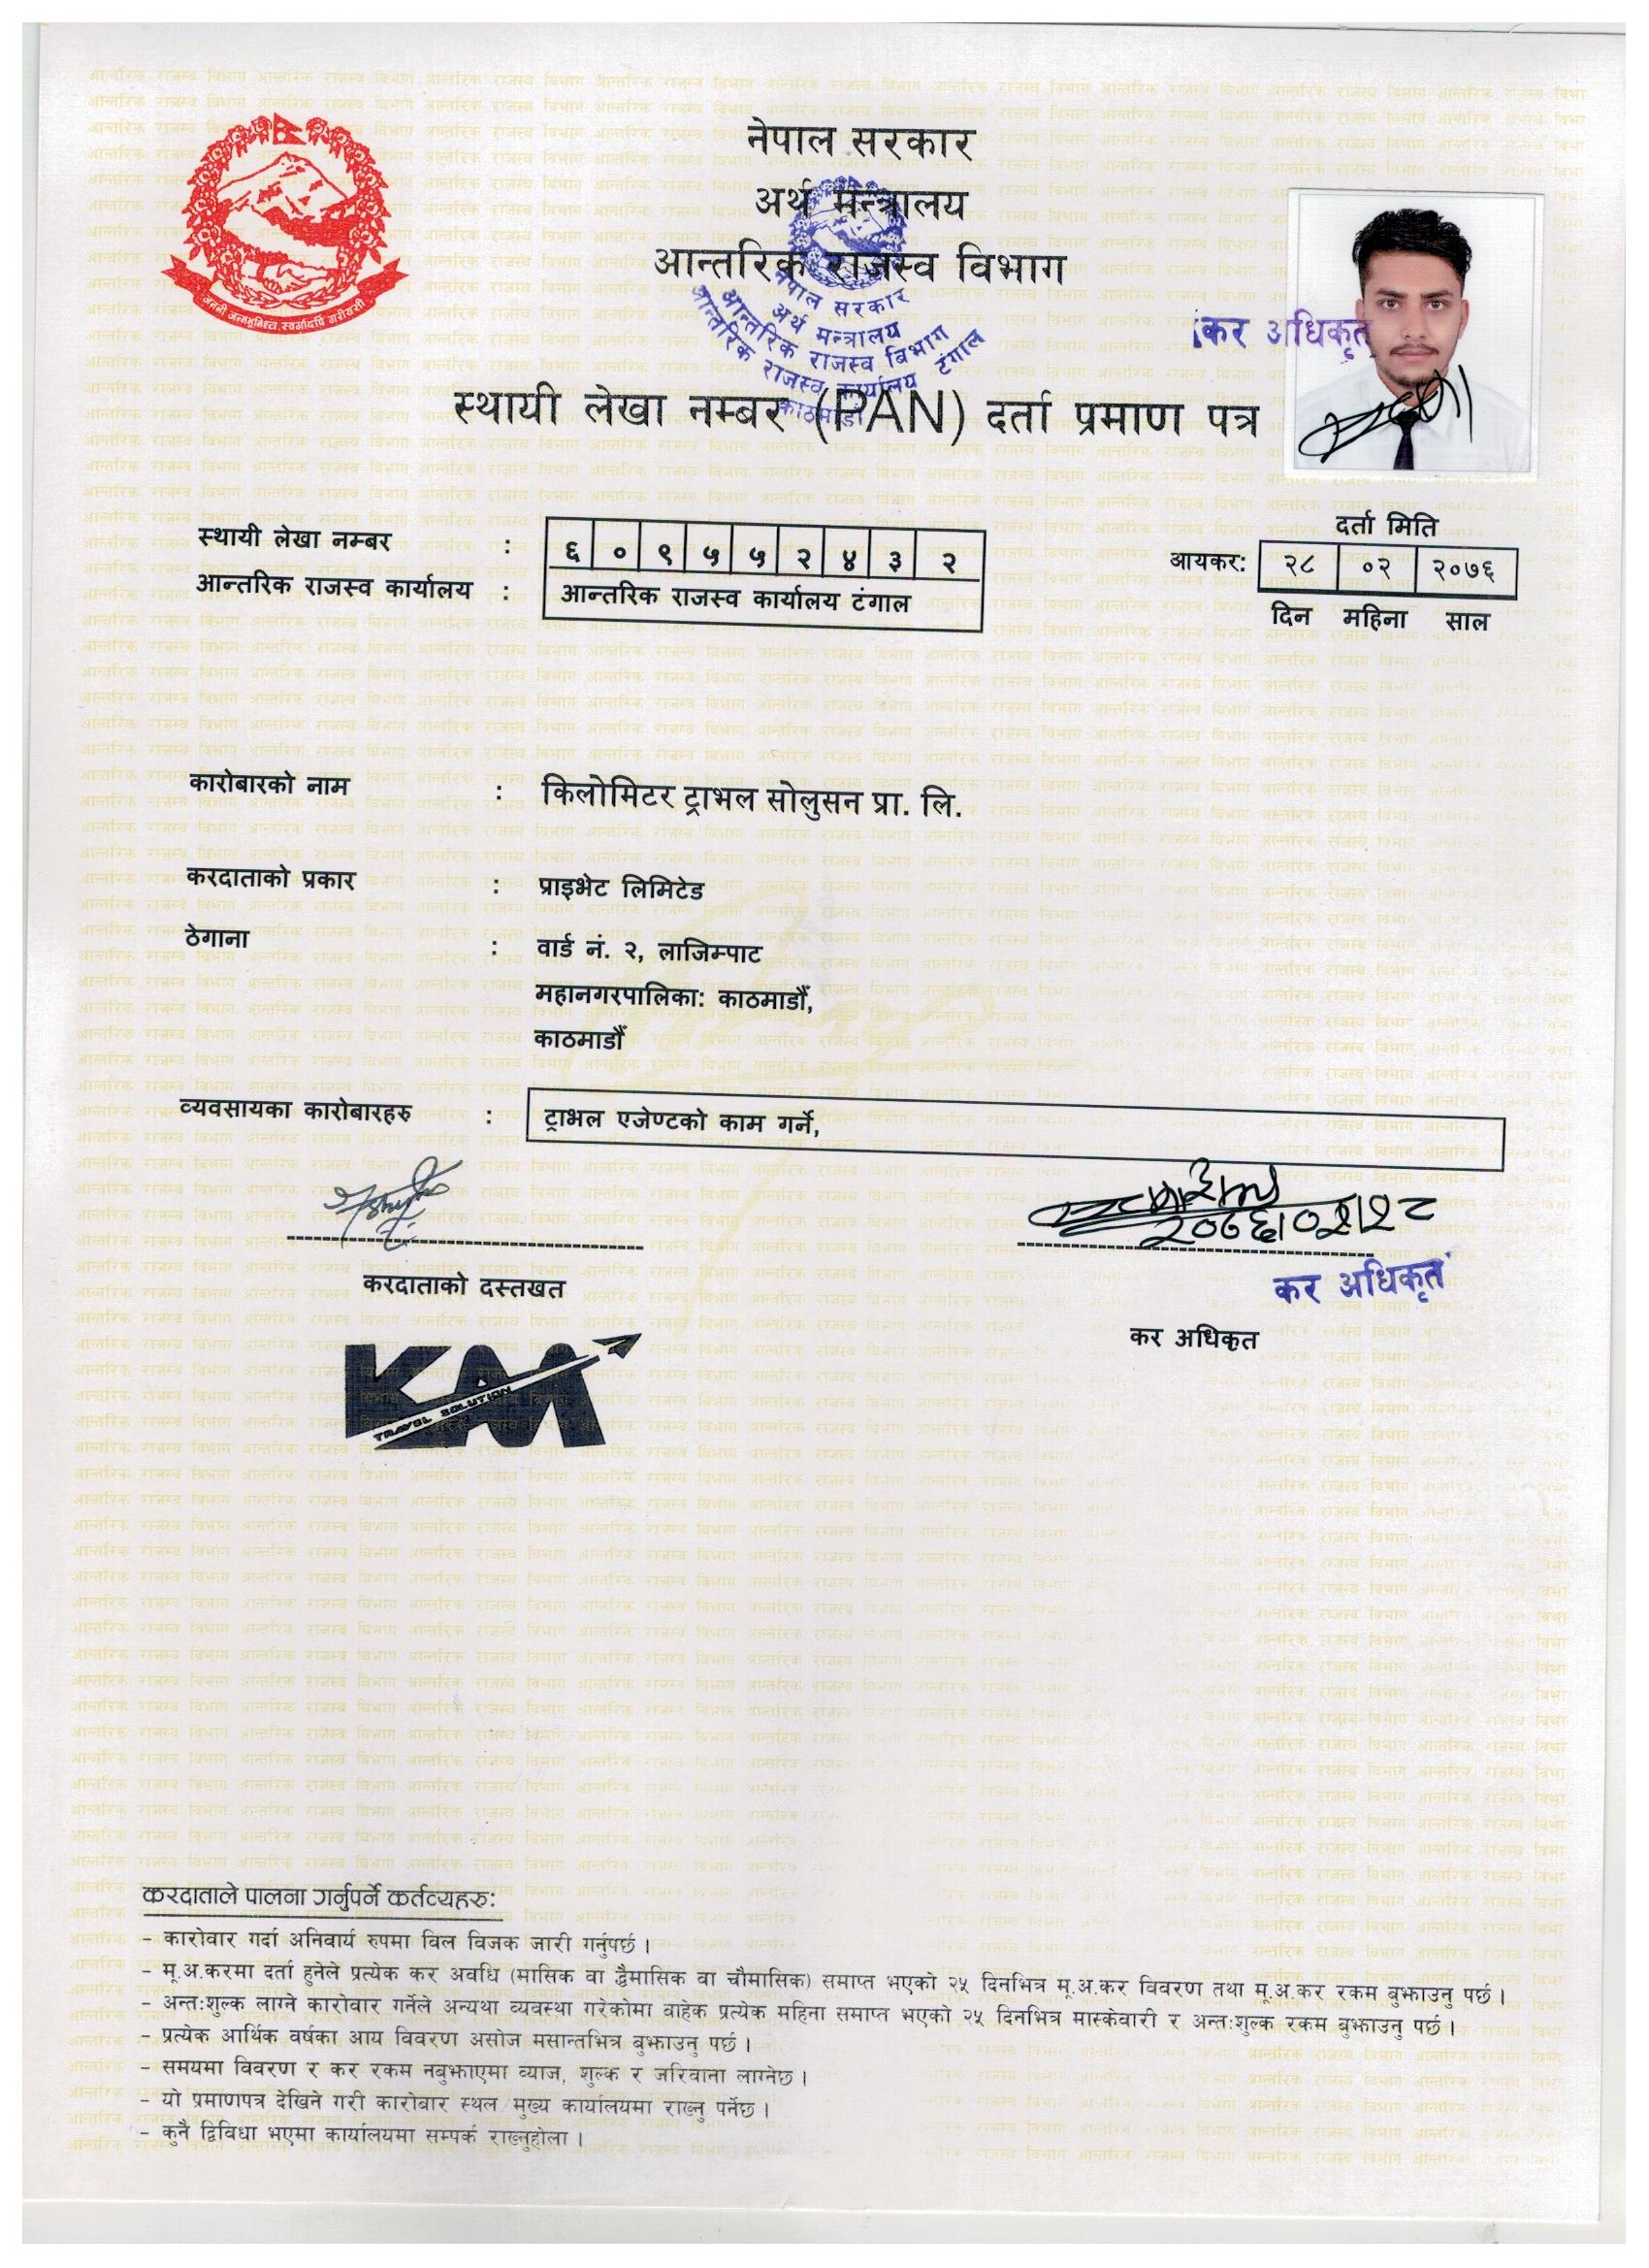 नेपाल सरकार
अर्थ मन्त्रालय
आन्तरिक राजस्व विभाग
जननी जन्मभूमिश्च स्वर्गादपि गरीयसी
नेपाल सरकार
अर्थ मन्त्रालय
आन्तरिक राजस्व विभाग
आन्तरिक राजस्व कार्यालय टंगाल
काठमाडौं
कर अधिकृत
स्थायी लेखा नम्बर (PAN) दर्ता प्रमाण पत्र
दर्ता मिति
स्थायी लेखा नम्बर : ६ ० ९ ५ ५ २ ४ ३ २
आयकर: २८ ०२ २०७६
आन्तरिक राजस्व कार्यालय : आन्तरिक राजस्व कार्यालय टंगाल
दिन महिना साल
कारोबारको नाम : किलोमिटर ट्राभल सोलुसन प्रा. लि.
करदाताको प्रकार : प्राइभेट लिमिटेड
ठेगाना : वार्ड नं. २, लाजिम्पाट
महानगरपालिका: काठमाडौँ,
काठमाडौँ
व्यवसायका कारोबारहरु : ट्राभल एजेण्टको काम गर्ने,
करदाताको दस्तखत
कर अधिकृत
कर अधिकृत
KM
TRAVEL SOLUTION
करदाताले पालना गर्नुपर्ने कर्तव्यहरु:
- कारोवार गर्दा अनिवार्य रुपमा विल विजक जारी गर्नुपर्छ ।
- मू.अ.करमा दर्ता हुनेले प्रत्येक कर अवधि (मासिक वा द्वैमासिक वा चौमासिक) समाप्त भएको २५ दिनभित्र मू.अ.कर विवरण तथा मू.अ.कर रकम बुझाउनु पर्छ ।
- अन्तःशुल्क लाग्ने कारोवार गर्नेले अन्यथा व्यवस्था गरेकोमा वाहेक प्रत्येक महिना समाप्त भएको २५ दिनभित्र मास्केवारी र अन्तःशुल्क रकम बुझाउनु पर्छ ।
- प्रत्येक आर्थिक वर्षका आय विवरण असोज मसान्तभित्र बुझाउनु पर्छ ।
- समयमा विवरण र कर रकम नबुझाएमा व्याज, शुल्क र जरिवाना लाग्नेछ ।
- यो प्रमाणपत्र देखिने गरी कारोबार स्थल/मुख्य कार्यालयमा राख्नु पर्नेछ ।
- कुनै द्विविधा भएमा कार्यालयमा सम्पर्क राख्नुहोला ।